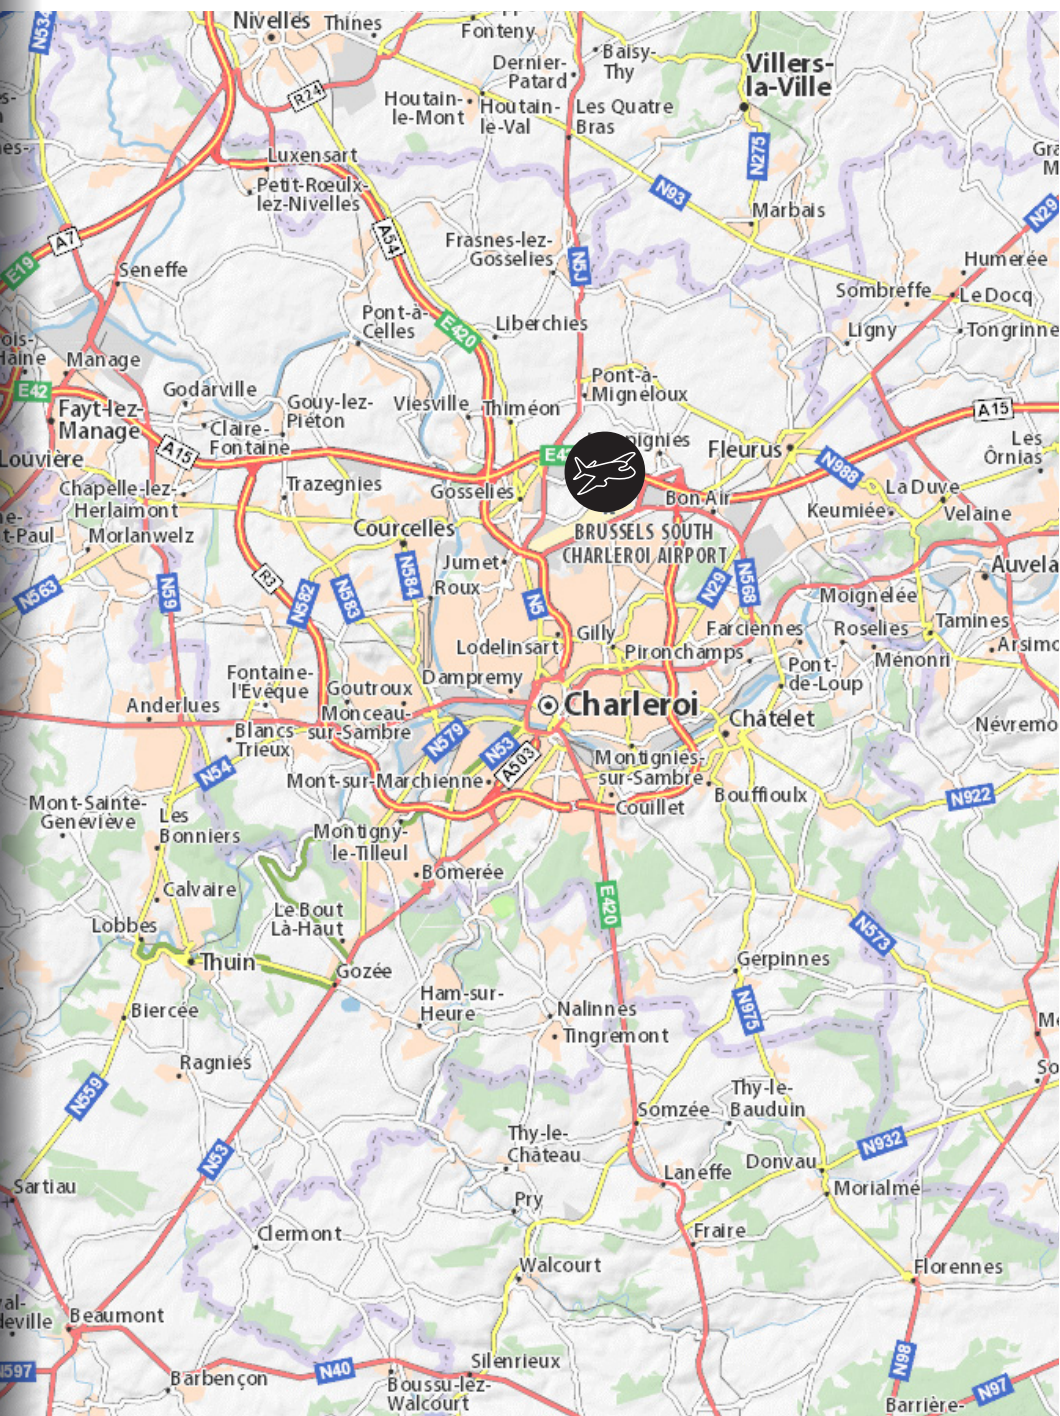 Nivelles
Thines
Fonteny
N534
Baisy-
Thy
Dernier-
Patard
Villers-
la-Ville
R24
Houtain-
le-Mont
Houtain-
le-Val
Les Quatre
Bras
Luxensart
N275
Petit-Rœulx-
lez-Nivelles
N93
Marbais
N29
A7
A54
Frasnes-lez-
Gosselies
N5J
E19
Seneffe
Humerée
Sombreffe
Le Docq
Pont-à-
Celles
E420
Liberchies
Ligny
Tongrinne
Manage
E42
Godarville
Gouy-lez-
Piéton
Viesville
Thiméon
Pont-à-
Migneloux
A15
Fayt-lez-
Manage
Claire-
Fontaine
A15
Fleurus
Les
Ornias
N988
Trazegnies
Gosselies
Bon Air
La Duve
Chapelle-lez-
Herlaimont
Keumiée
Velaine
Courcelles
BRUSSELS SOUTH
CHARLEROI AIRPORT
Morlanwelz
Jumet
N563
N59
R3
N582
N583
N584
Roux
N5
N29
N568
Moignelée
Lodelinsart
Gilly
Farciennes
Roselies
Tamines
Pironchamps
Ménonri
Fontaine-
l'Evêque
Goutroux
Dampremy
Pont-
de-Loup
Anderlues
Monceau-
sur-Sambre
Charleroi
Châtelet
Blancs
Trieux
N579
N53
A503
Montignies-
sur-Sambre
N54
Mont-sur-Marchienne
Bouffioulx
N922
Couillet
Mont-Sainte-
Geneviève
Les
Bonniers
Montigny-
le-Tilleul
Bomerée
Calvaire
E420
Le Bout
Là-Haut
Lobbes
N573
Thuin
Gozée
Gerpinnes
Ham-sur-
Heure
Biercée
Nalinnes
N975
Tingremont
Ragnies
N559
Thy-le-
Bauduin
Somzée
Thy-le-
Château
N932
N53
Laneffe
Donvau
Sartiau
Morialmé
Pry
Clermont
Fraire
Walcourt
Florennes
Beaumont
N597
N40
Silenrieux
N98
Barbençon
Boussu-lez-
Walcourt
N97
Barrière-